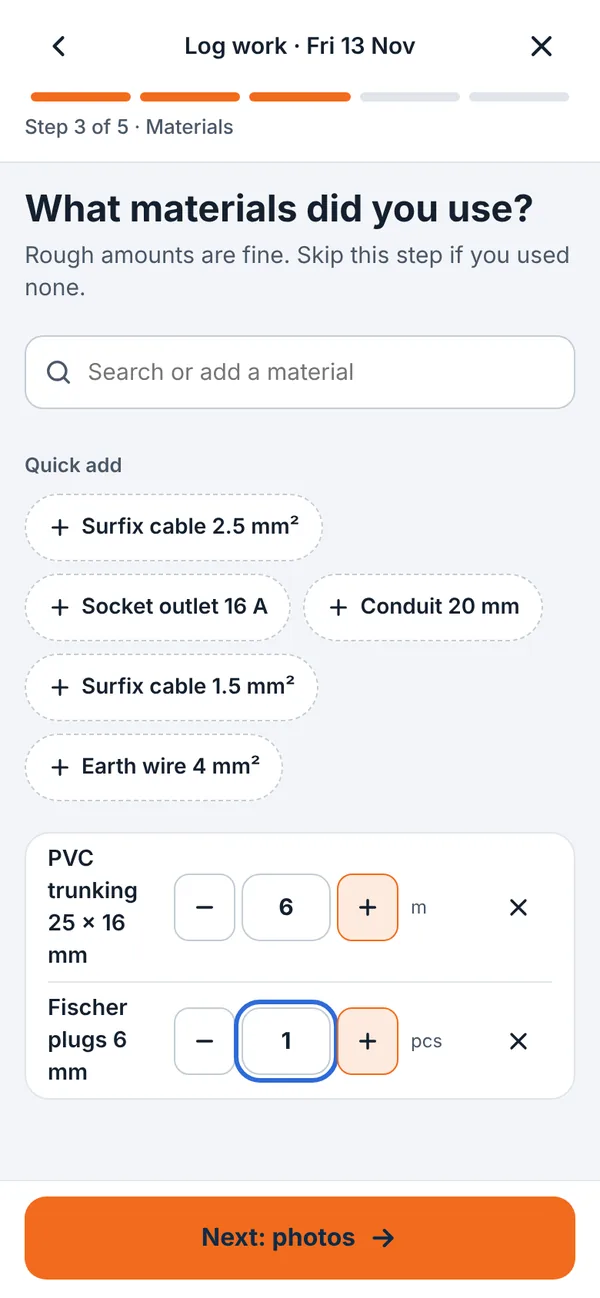 Log work · Fri 13 Nov
Step 3 of 5 · Materials
What materials did you use?
Rough amounts are fine. Skip this step if you used
none.
Search or add a material
Quick add
+ Surfix cable 2.5 mm²
+ Socket outlet 16 A
+ Conduit 20 mm
+ Surfix cable 1.5 mm²
+ Earth wire 4 mm²
PVC
trunking
25 × 16
mm
− 6 + m ×
Fischer
plugs 6
mm
− 1 + pcs ×
Next: photos →